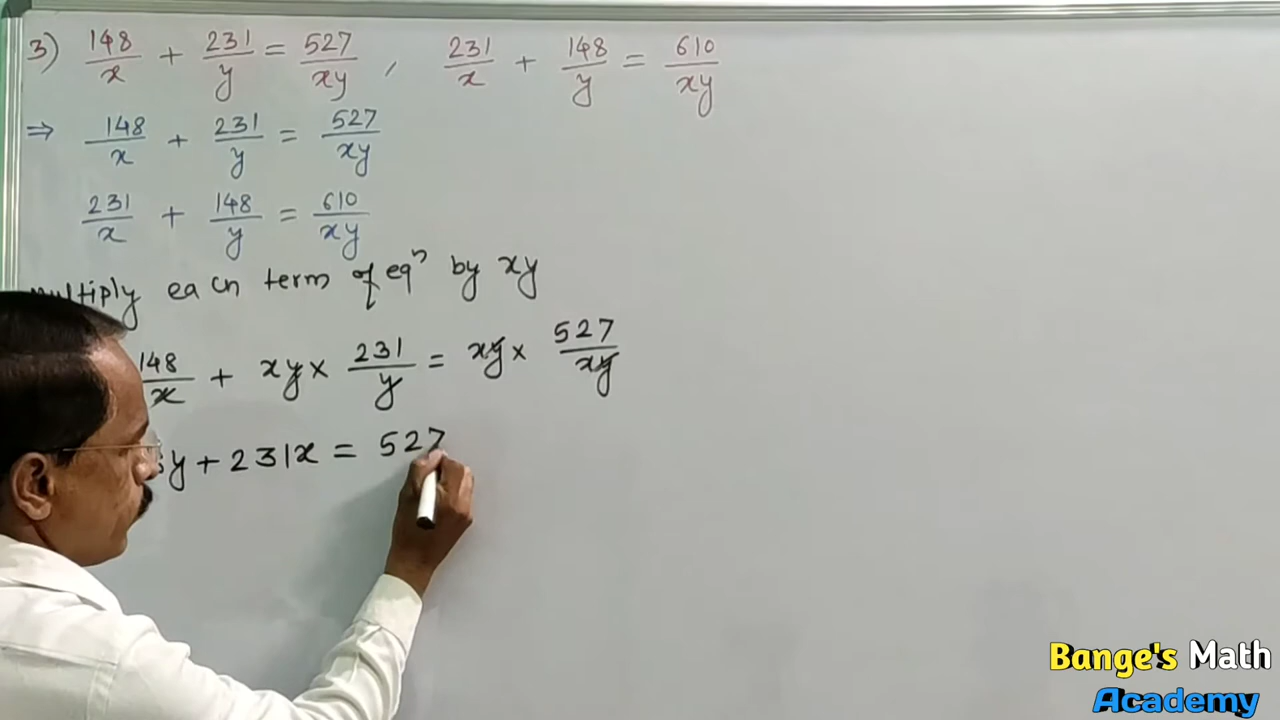 3) 148/x + 231/y = 527/xy , 231/x + 148/y = 610/xy
⇒ 148/x + 231/y = 527/xy
231/x + 148/y = 610/xy
multiply each term of eqⁿ by xy
148/x + xy × 231/y = xy × 527/xy
y + 231x = 527
Bange's Math
Academy